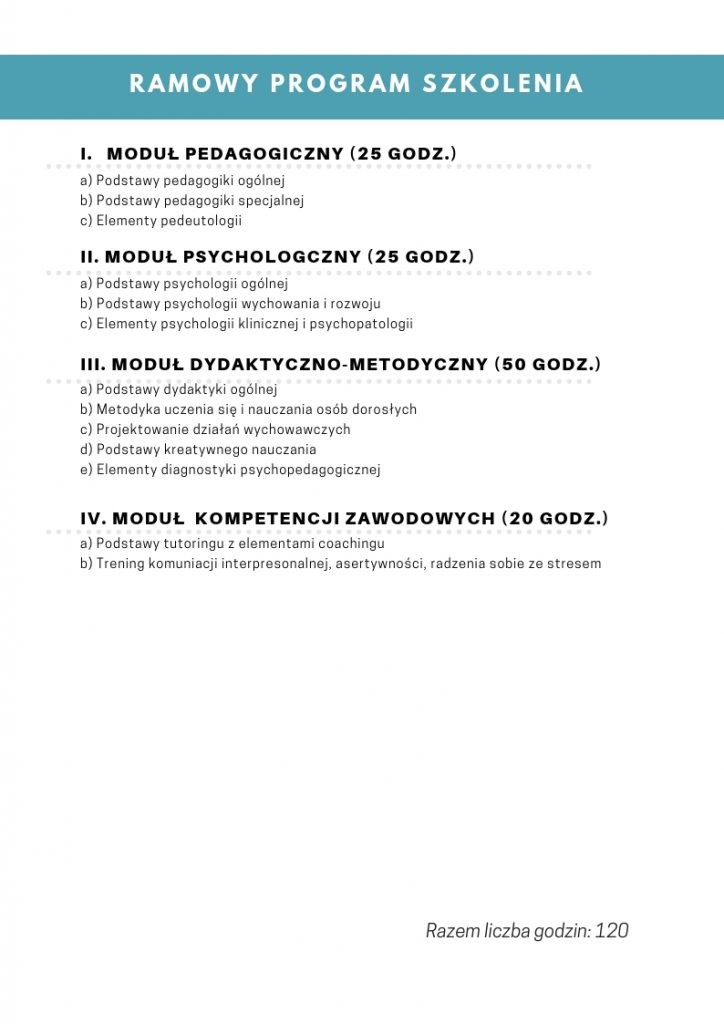 RAMOWY PROGRAM SZKOLENIA
I. MODUŁ PEDAGOGICZNY (25 GODZ.)
a) Podstawy pedagogiki ogólnej
b) Podstawy pedagogiki specjalnej
c) Elementy pedeutologii
II. MODUŁ PSYCHOLOGCZNY (25 GODZ.)
a) Podstawy psychologii ogólnej
b) Podstawy psychologii wychowania i rozwoju
c) Elementy psychologii klinicznej i psychopatologii
III. MODUŁ DYDAKTYCZNO-METODYCZNY (50 GODZ.)
a) Podstawy dydaktyki ogólnej
b) Metodyka uczenia się i nauczania osób dorosłych
c) Projektowanie działań wychowawczych
d) Podstawy kreatywnego nauczania
e) Elementy diagnostyki psychopedagogicznej
IV. MODUŁ KOMPETENCJI ZAWODOWYCH (20 GODZ.)
a) Podstawy tutoringu z elementami coachingu
b) Trening komuniacji interpresonalnej, asertywności, radzenia sobie ze stresem
Razem liczba godzin: 120